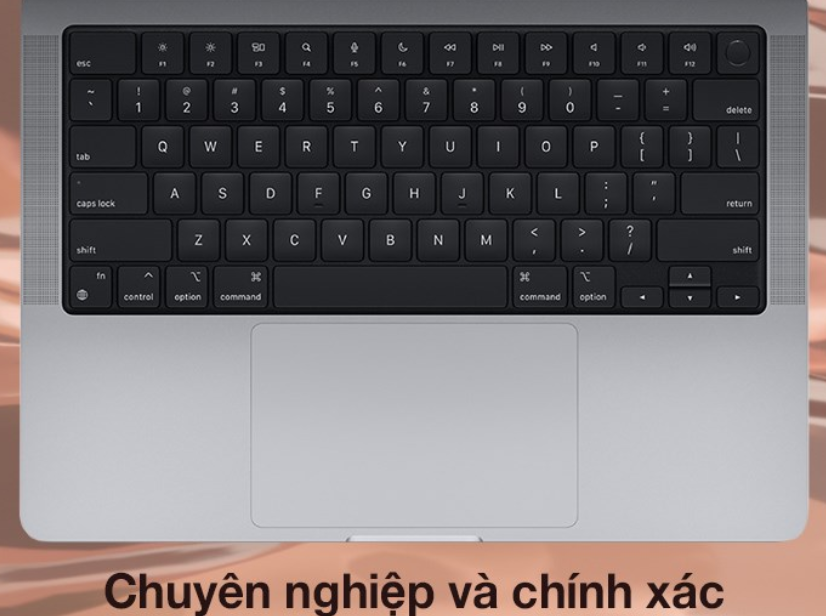 esc F1 F2 F3 F4 F5 F6 F7 F8 F9 F10 F11 F12
~ ` ! 1 @ 2 # 3 $ 4 % 5 ^ 6 & 7 * 8 ( 9 ) 0 _ - + = delete
tab Q W E R T Y U I O P { [ } ] | \
caps lock A S D F G H J K L : ; " ' return
shift Z X C V B N M < , > . ? / shift
fn control option command command option
Chuyên nghiệp và chính xác